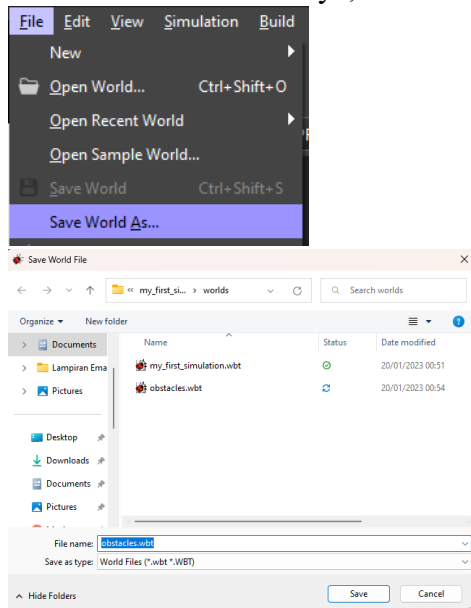 File Edit View Simulation Build
New
Open World... Ctrl+Shift+O
Open Recent World
Open Sample World...
Save World Ctrl+Shift+S
Save World As...
Save World File
« my_first_si... › worlds Search worlds
Organize New folder
Name Status Date modified
Documents
Lampiran Ema
Pictures
my_first_simulation.wbt 20/01/2023 00:51
obstacles.wbt 20/01/2023 00:54
Desktop
Downloads
Documents
Pictures
File name: obstacles.wbt
Save as type: World Files (*.wbt *.WBT)
Hide Folders Save Cancel